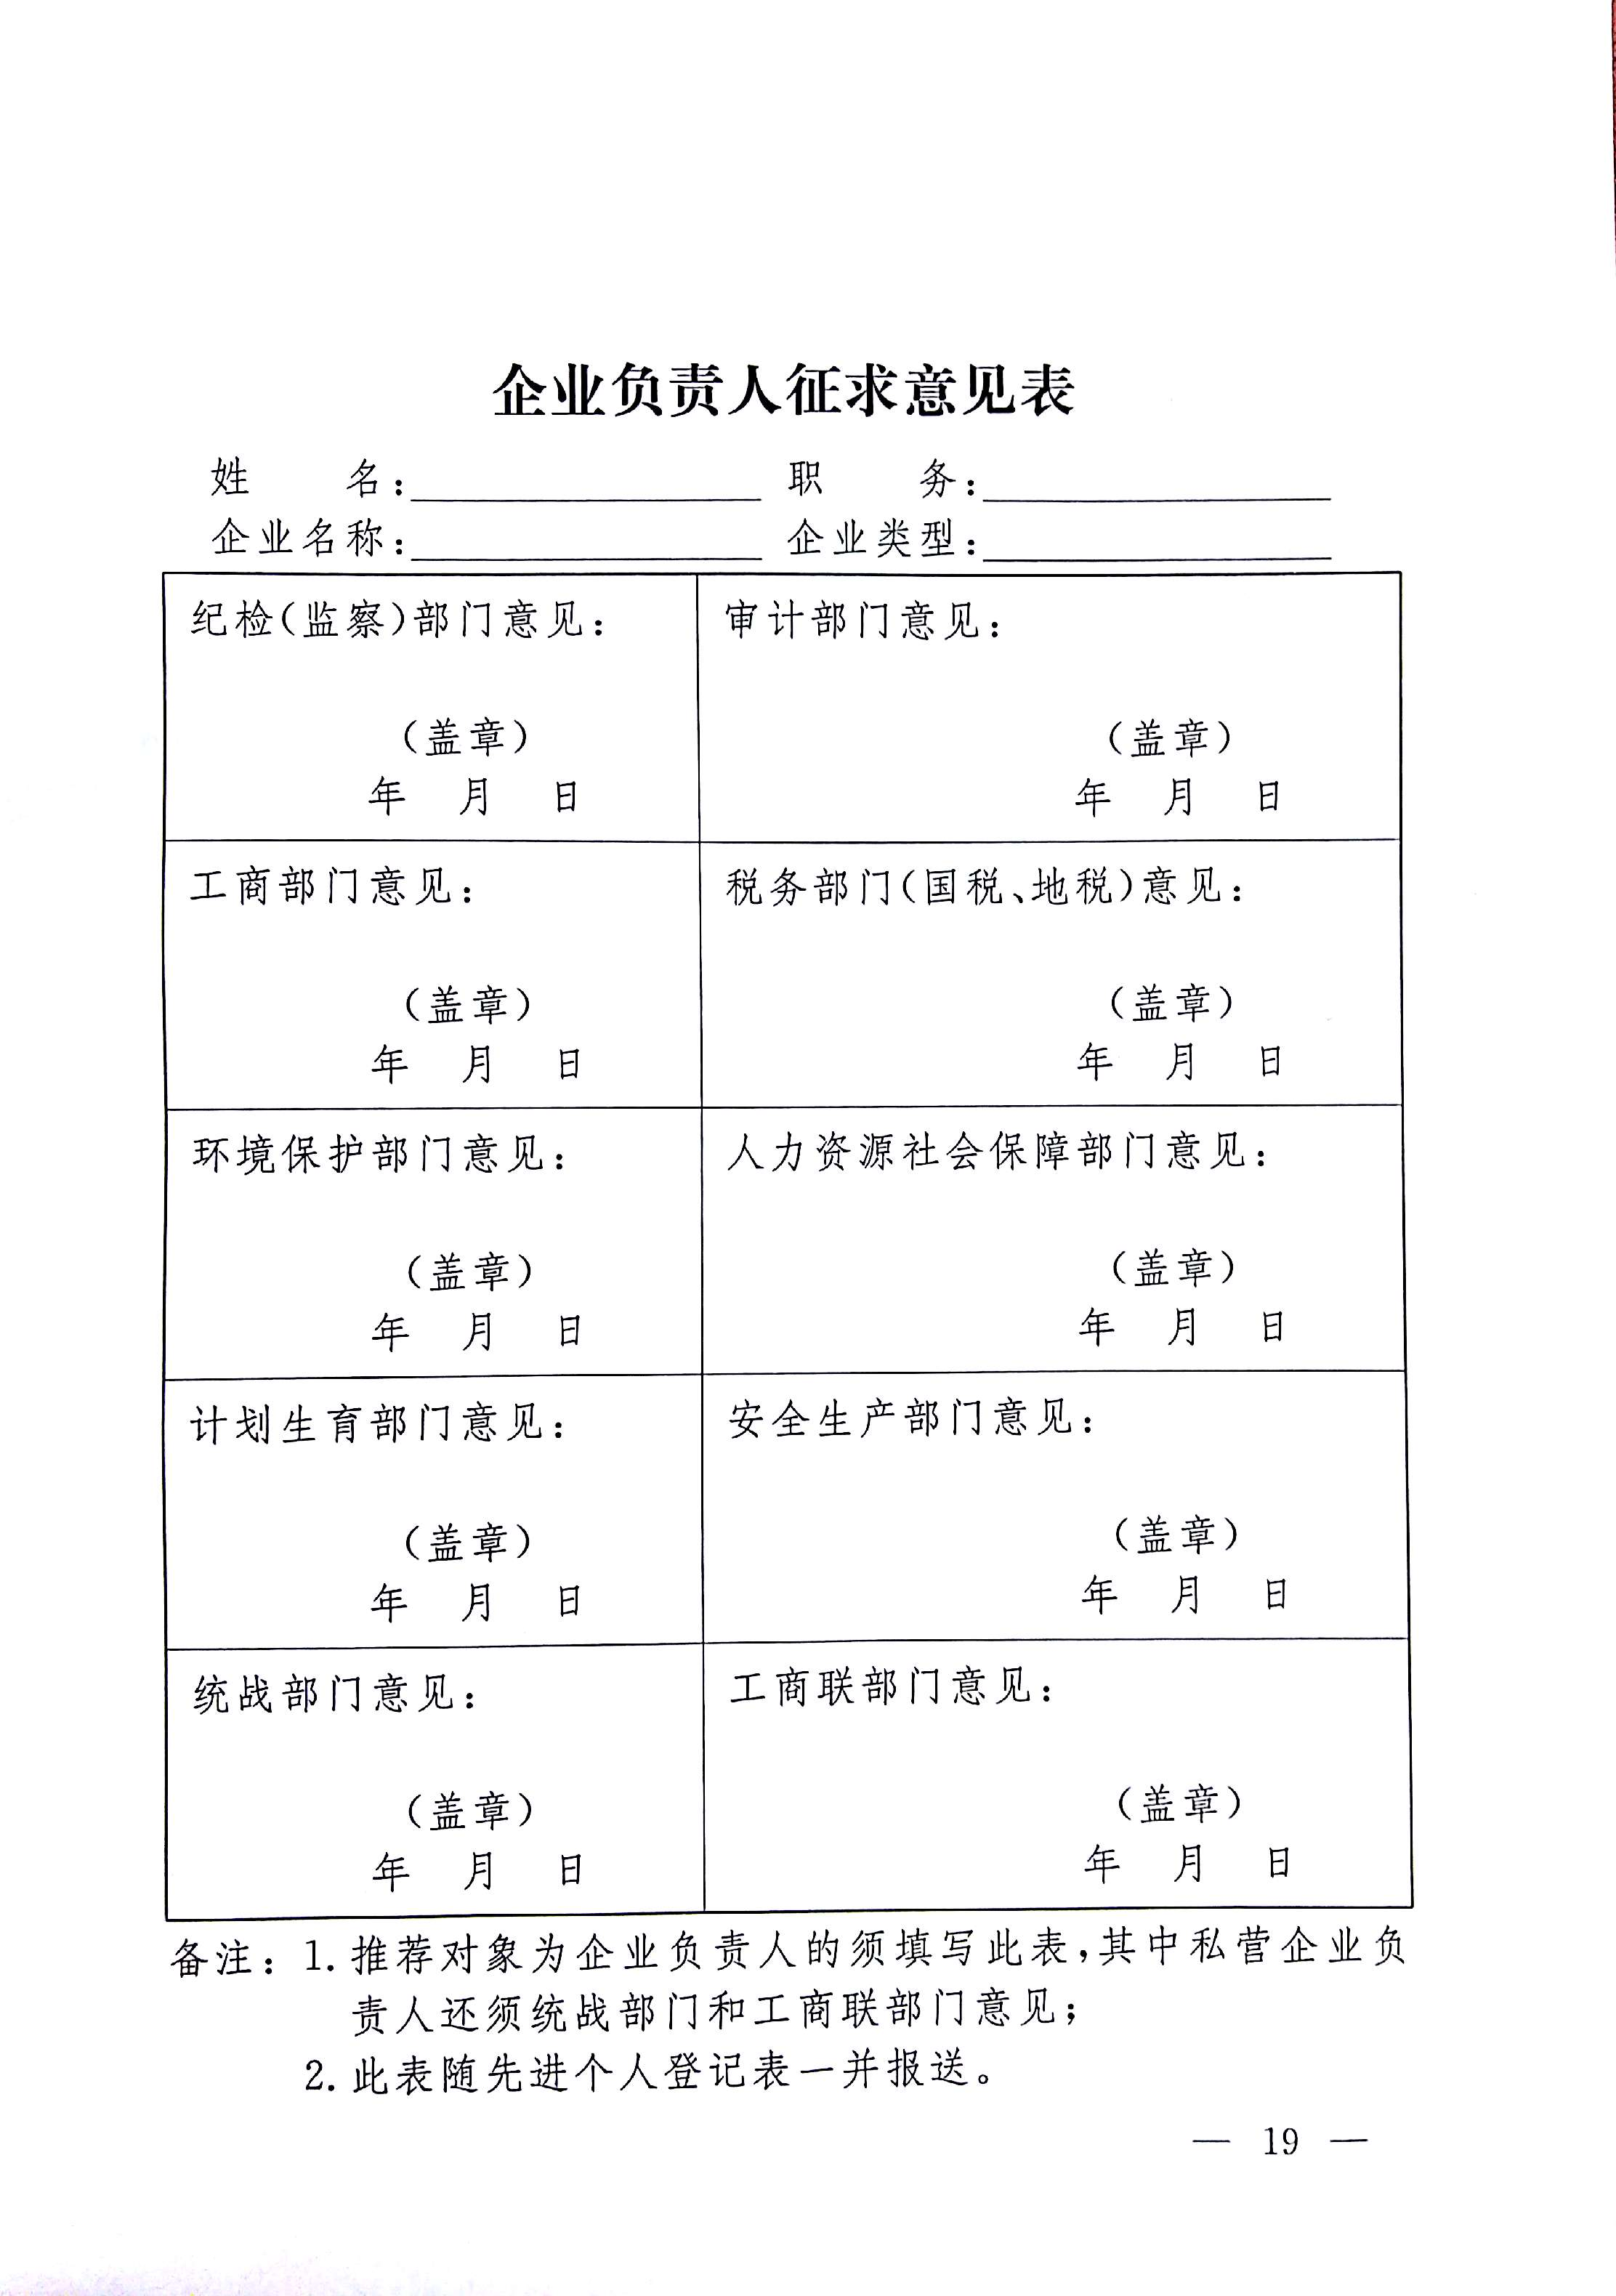 企业负责人征求意见表
姓 名：____________ 职 务：____________
企业名称：____________ 企业类型：____________
纪检(监察)部门意见： 审计部门意见：
(盖章) (盖章)
年 月 日 年 月 日
工商部门意见： 税务部门(国税、地税)意见：
(盖章) (盖章)
年 月 日 年 月 日
环境保护部门意见： 人力资源社会保障部门意见：
(盖章) (盖章)
年 月 日 年 月 日
计划生育部门意见： 安全生产部门意见：
(盖章) (盖章)
年 月 日 年 月 日
统战部门意见： 工商联部门意见：
(盖章) (盖章)
年 月 日 年 月 日
备注：1. 推荐对象为企业负责人的须填写此表，其中私营企业负
责人还须统战部门和工商联部门意见；
2. 此表随先进个人登记表一并报送。
— 19 —